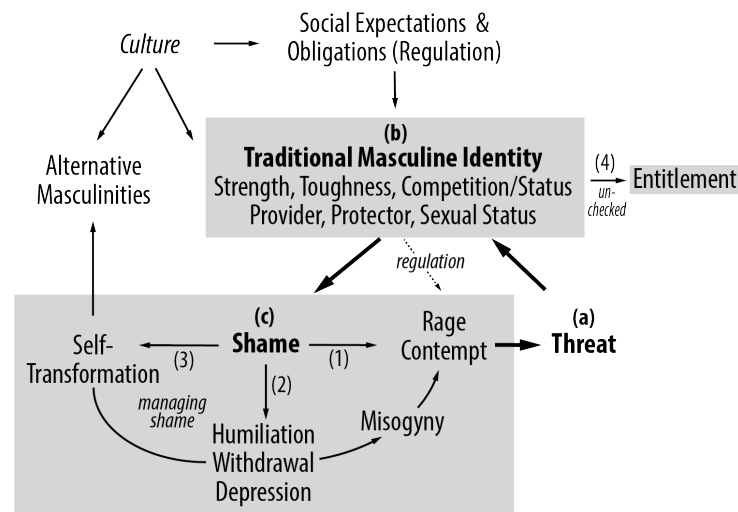 Culture
Social Expectations &
Obligations (Regulation)
(b)
Traditional Masculine Identity
Strength, Toughness, Competition/Status
Provider, Protector, Sexual Status
(4)
un-
checked
Entitlement
Alternative
Masculinities
regulation
(a)
Threat
(c)
Shame
(1)
(2)
(3)
Rage
Contempt
Self-
Transformation
managing
shame
Misogyny
Humiliation
Withdrawal
Depression